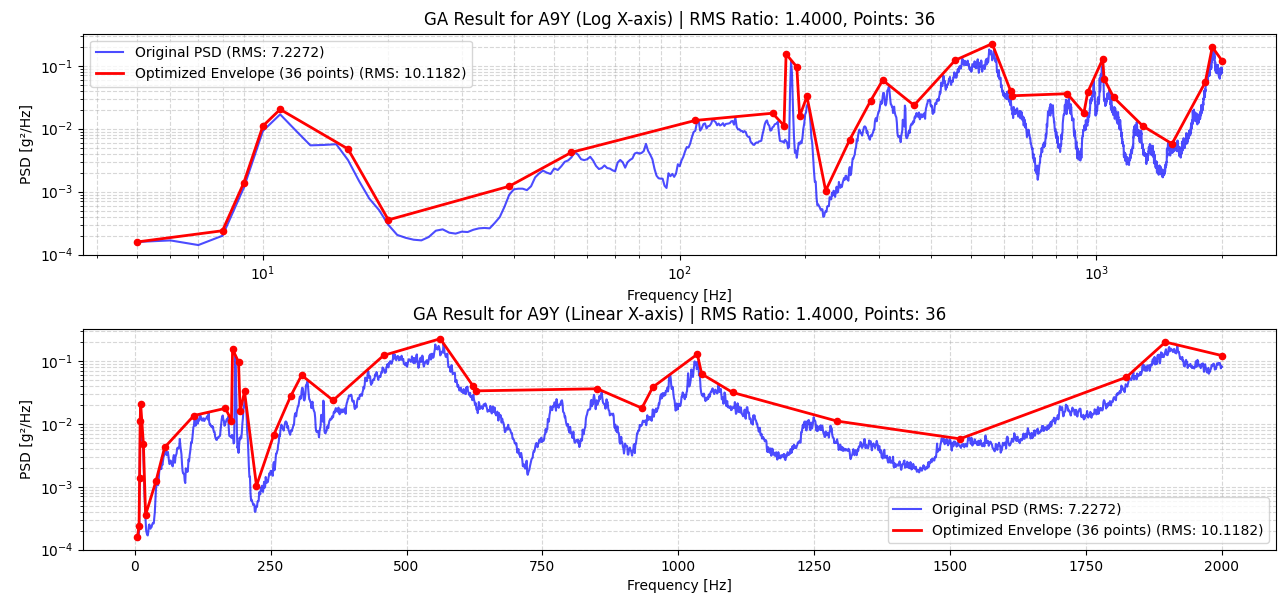 GA Result for A9Y (Log X-axis) | RMS Ratio: 1.4000, Points: 36
Original PSD (RMS: 7.2272)
Optimized Envelope (36 points) (RMS: 10.1182)
PSD [g²/Hz]
10⁻¹
10⁻²
10⁻³
10⁻⁴
10¹ 10² 10³
Frequency [Hz]
GA Result for A9Y (Linear X-axis) | RMS Ratio: 1.4000, Points: 36
PSD [g²/Hz]
10⁻¹
10⁻²
10⁻³
10⁻⁴
Original PSD (RMS: 7.2272)
Optimized Envelope (36 points) (RMS: 10.1182)
0 250 500 750 1000 1250 1500 1750 2000
Frequency [Hz]